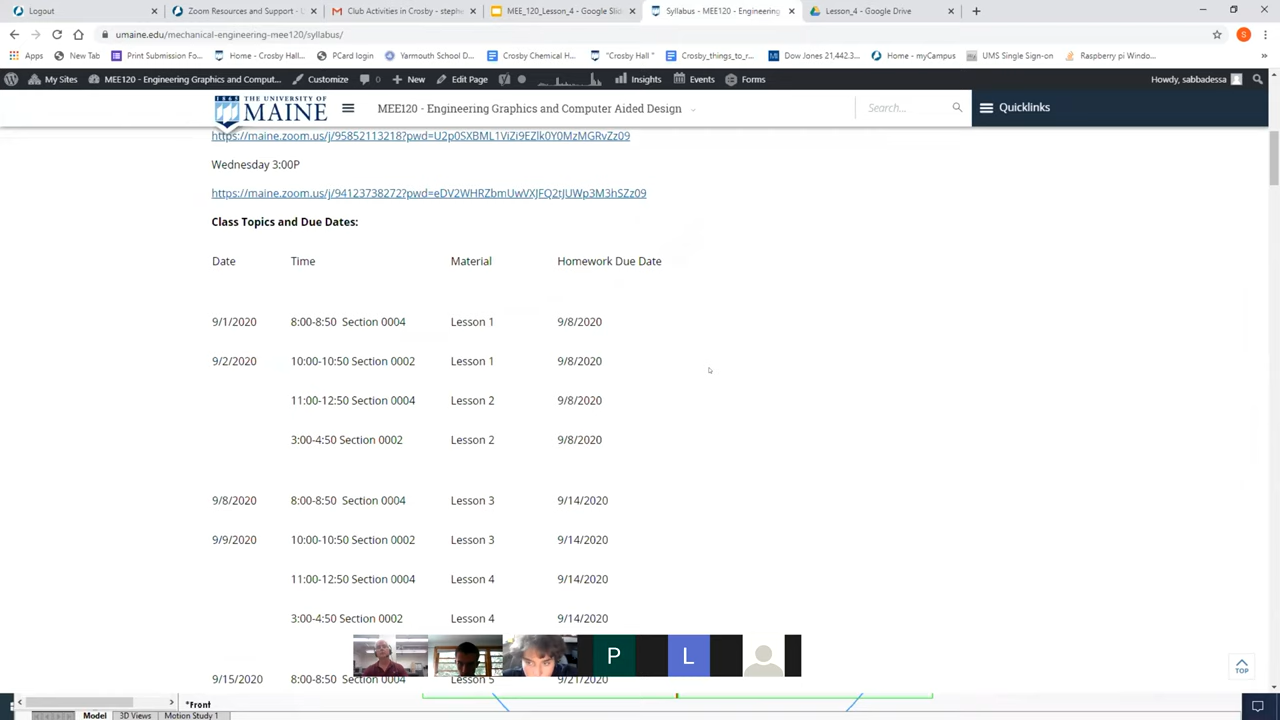 Logout
Zoom Resources and Support - U
Club Activities in Crosby - stephe
MEE_120_Lesson_4 - Google Slid
Syllabus - MEE120 - Engineering
Lesson_4 - Google Drive
umaine.edu/mechanical-engineering-mee120/syllabus/
S
Apps
New Tab
Print Submission Fo...
Home - Crosby Hall...
PCard login
Yarmouth School D...
Crosby Chemical H...
"Crosby Hall "
Crosby_things_to_r...
Dow Jones 21,442.3...
Home - myCampus
UMS Single Sign-on
Raspberry pi Windo...
My Sites
MEE120 - Engineering Graphics and Comput...
Customize
0
New
Edit Page
Insights
Events
Forms
Howdy, sabbadessa
1865
THE UNIVERSITY OF
MAINE
MEE120 - Engineering Graphics and Computer Aided Design
Search...
Quicklinks
https://maine.zoom.us/j/95852113218?pwd=U2p0SXBML1ViZi9EZlk0Y0MzMGRvZz09
Wednesday 3:00P
https://maine.zoom.us/j/94123738272?pwd=eDV2WHRZbmUwVXJFQ2tJUWp3M3hSZz09
Class Topics and Due Dates:
Date Time Material Homework Due Date
9/1/2020 8:00-8:50 Section 0004 Lesson 1 9/8/2020
9/2/2020 10:00-10:50 Section 0002 Lesson 1 9/8/2020
11:00-12:50 Section 0004 Lesson 2 9/8/2020
3:00-4:50 Section 0002 Lesson 2 9/8/2020
9/8/2020 8:00-8:50 Section 0004 Lesson 3 9/14/2020
9/9/2020 10:00-10:50 Section 0002 Lesson 3 9/14/2020
11:00-12:50 Section 0004 Lesson 4 9/14/2020
3:00-4:50 Section 0002 Lesson 4 9/14/2020
P
L
TOP
9/15/2020 8:00-8:50 Section 0004 Lesson 5 9/21/2020
*Front
Model
3D Views
Motion Study 1